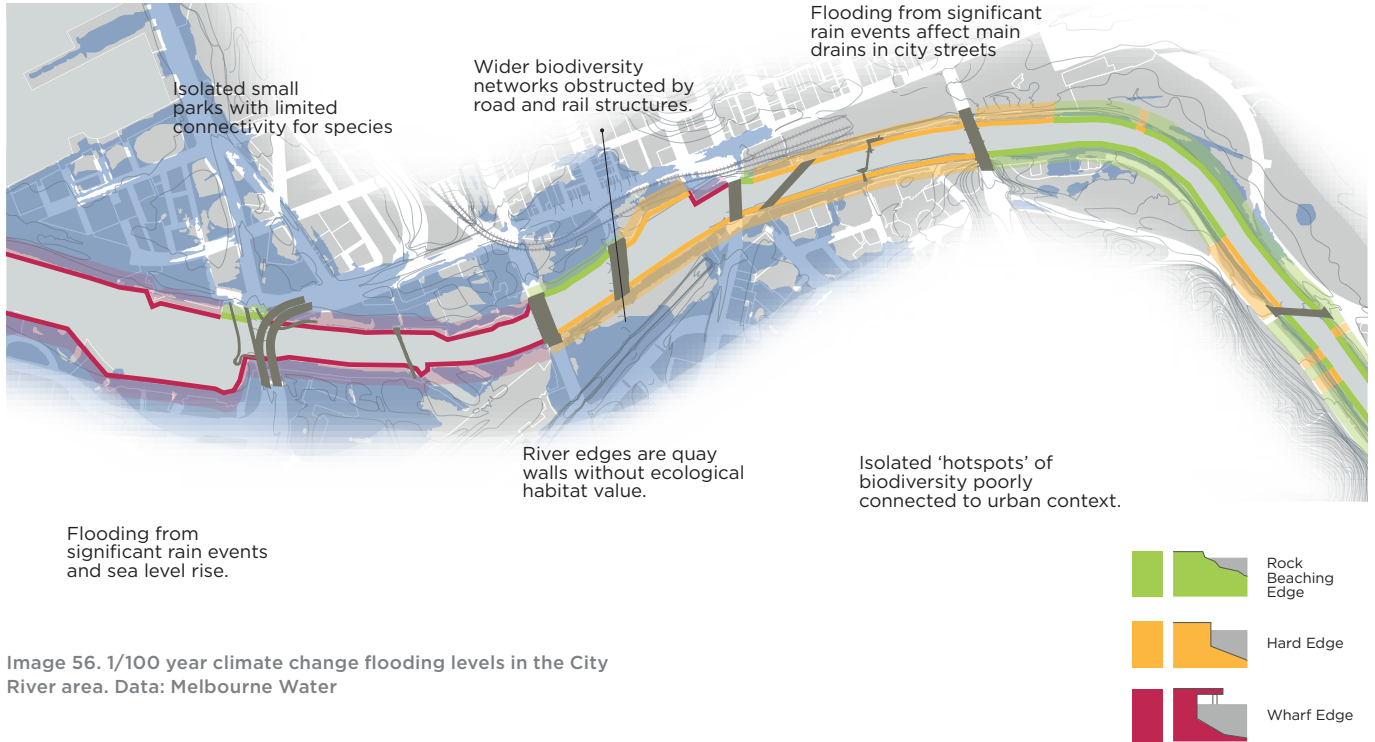 Flooding from significant
rain events affect main
drains in city streets
Wider biodiversity
networks obstructed by
road and rail structures.
Isolated small
parks with limited
connectivity for species
River edges are quay
walls without ecological
habitat value.
Isolated ‘hotspots’ of
biodiversity poorly
connected to urban context.
Flooding from
significant rain events
and sea level rise.
Rock
Beaching
Edge
Hard Edge
Wharf Edge
Image 56. 1/100 year climate change flooding levels in the City
River area. Data: Melbourne Water